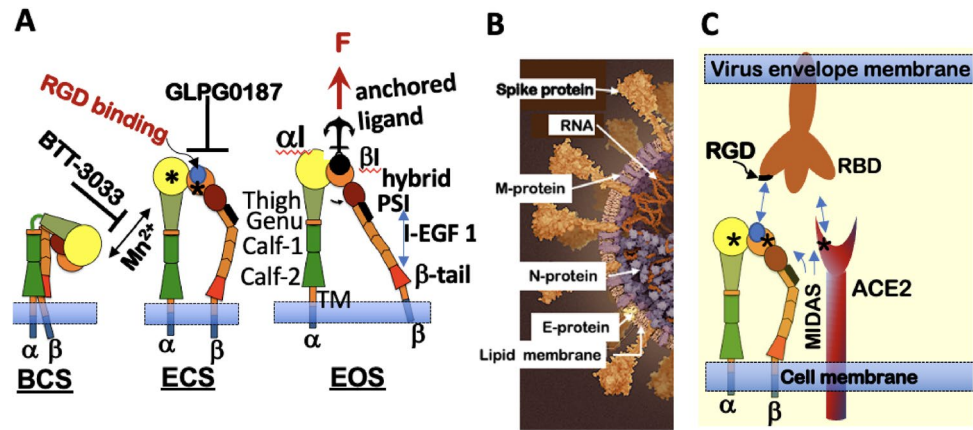 A
F
GLPG0187
RGD binding
anchored
ligand
BTT-3033
αI
βI
hybrid
PSI
Thigh
Genu
I-EGF 1
Calf-1
Mn2+
Calf-2
β-tail
TM
*
*
α β
α
β
α
β
BCS
ECS
EOS
B
Spike protein
RNA
M-protein
N-protein
E-protein
Lipid membrane
C
Virus envelope membrane
RGD
RBD
*
*
*
MIDAS
ACE2
Cell membrane
α
β